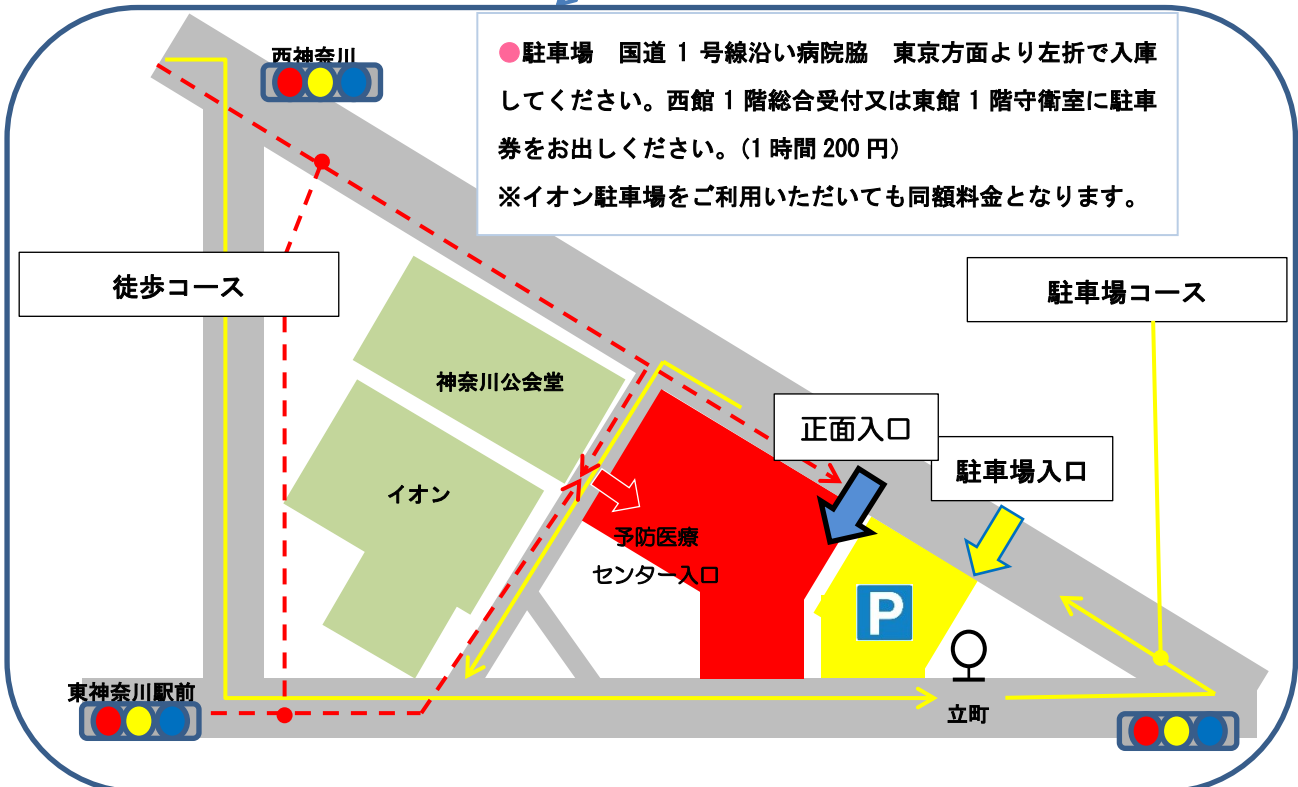 西神奈川
●駐車場　国道 1 号線沿い病院脇　東京方面より左折で入庫
してください。西館 1 階総合受付又は東館 1 階守衛室に駐車
券をお出しください。(1 時間 200 円)
※イオン駐車場をご利用いただいても同額料金となります。
徒歩コース
駐車場コース
神奈川公会堂
正面入口
駐車場入口
イオン
予防医療
センター入口
P
東神奈川駅前
立町